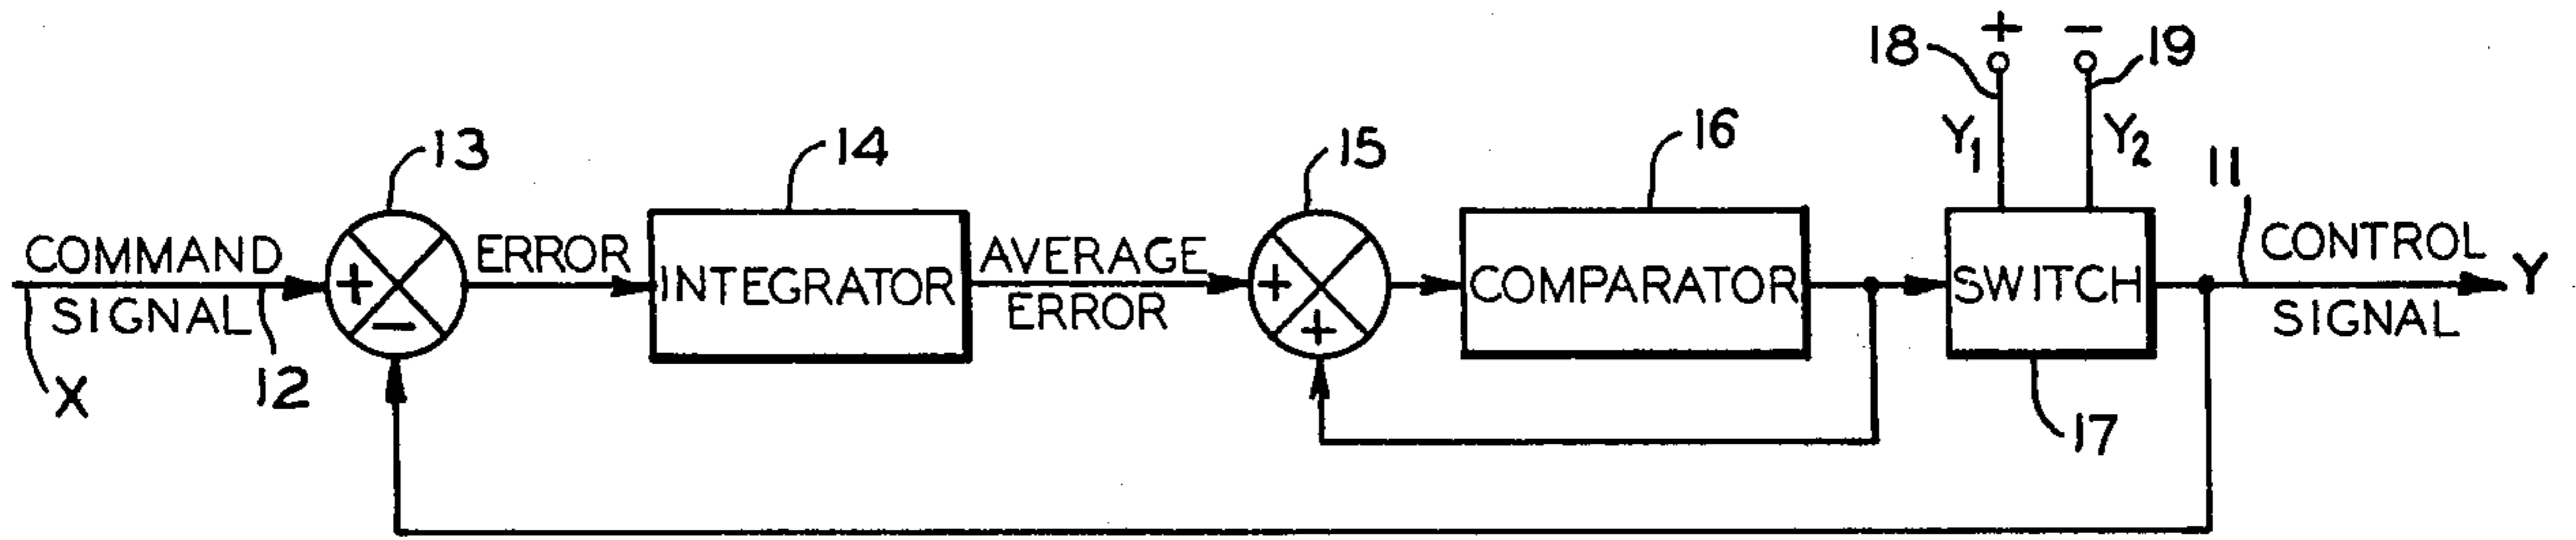 + −
18 19
13 14 15 16 Y1 Y2 11
COMMAND ERROR AVERAGE CONTROL
+ INTEGRATOR + COMPARATOR SWITCH Y
SIGNAL − ERROR + SIGNAL
X 12 17